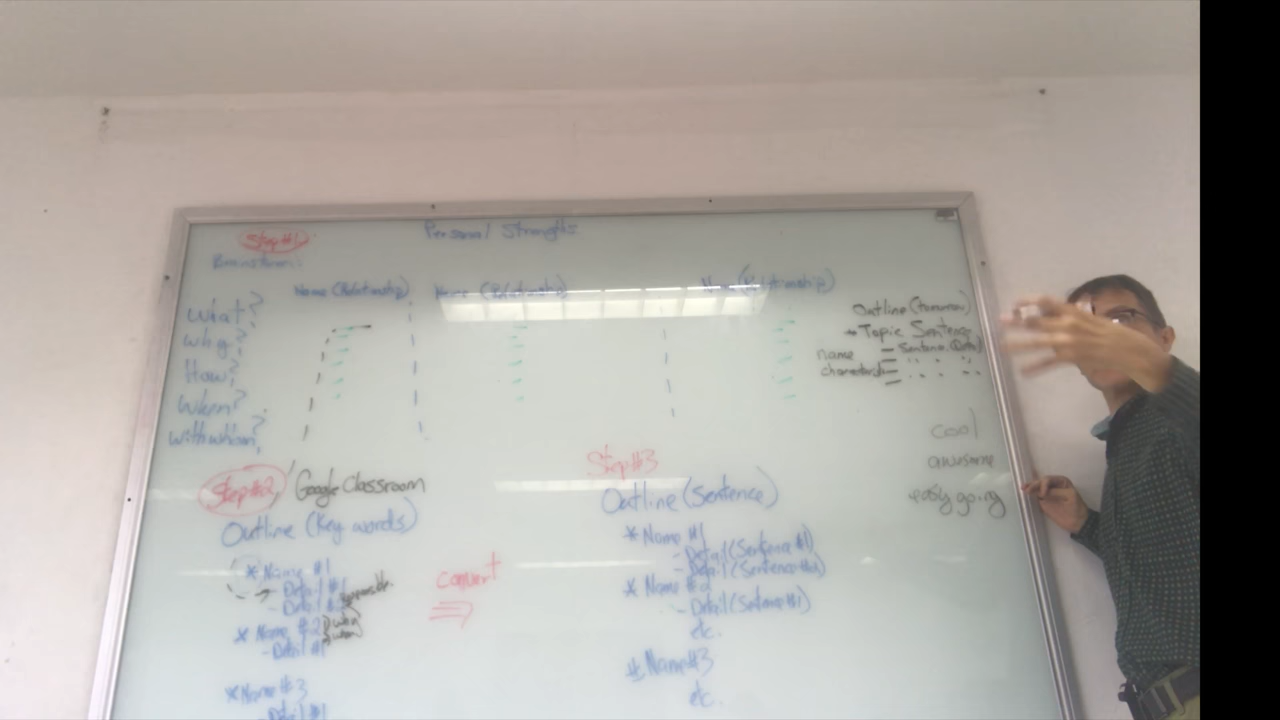 Step #1
Personal Strengths
Brainstorm:
Name (Relationship) Name (Relationship) Name (Relationship)
What?
Why?
How?
When?
With whom?
Outline (tomorrow)
Topic Sentence
name - Sentence (Detail)
Cool
awesome
easy going
Step #2 Google Classroom
Outline (Key words)
* Name #1
- Detail #1
- Detail #2
* Name #2
- Detail #1
* Name #3
- Detail #1
convert
Step #3
Outline (Sentence)
* Name #1
- Detail (Sentence #1)
- Detail (Sentence #2)
* Name #2
- Detail (Sentence #1)
etc.
* Name #3
etc.